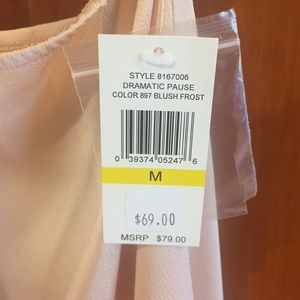 STYLE 8167006
DRAMATIC PAUSE
COLOR 897 BLUSH FROST
0 39374 05247 6
M
$69.00
MSRP $79.00